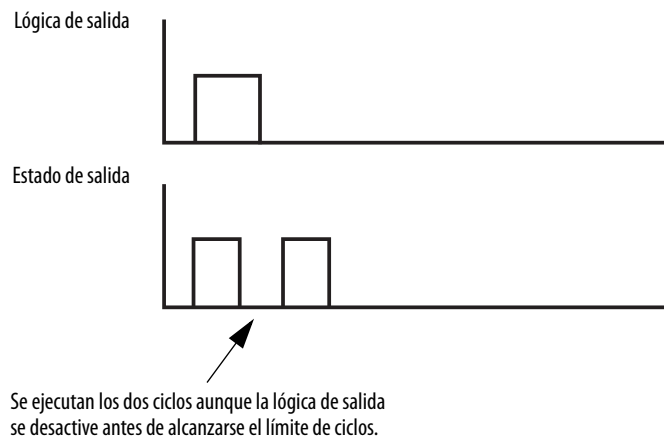 Lógica de salida
Estado de salida
Se ejecutan los dos ciclos aunque la lógica de salida
se desactive antes de alcanzarse el límite de ciclos.